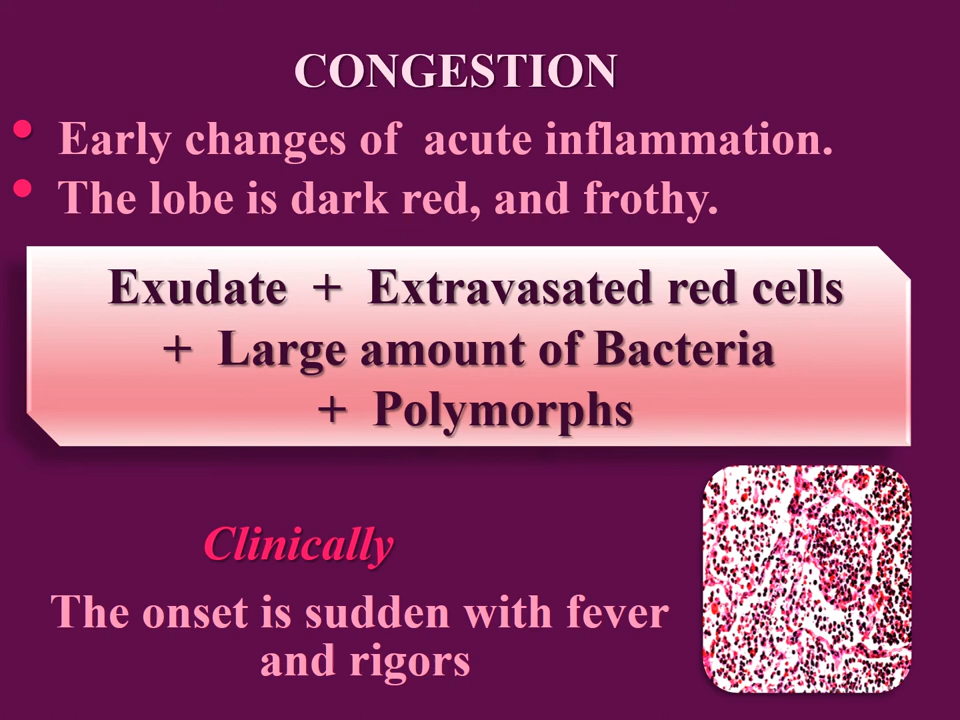 CONGESTION
• Early changes of acute inflammation.
• The lobe is dark red, and frothy.
Exudate + Extravasated red cells
+ Large amount of Bacteria
+ Polymorphs
Clinically
The onset is sudden with fever
and rigors